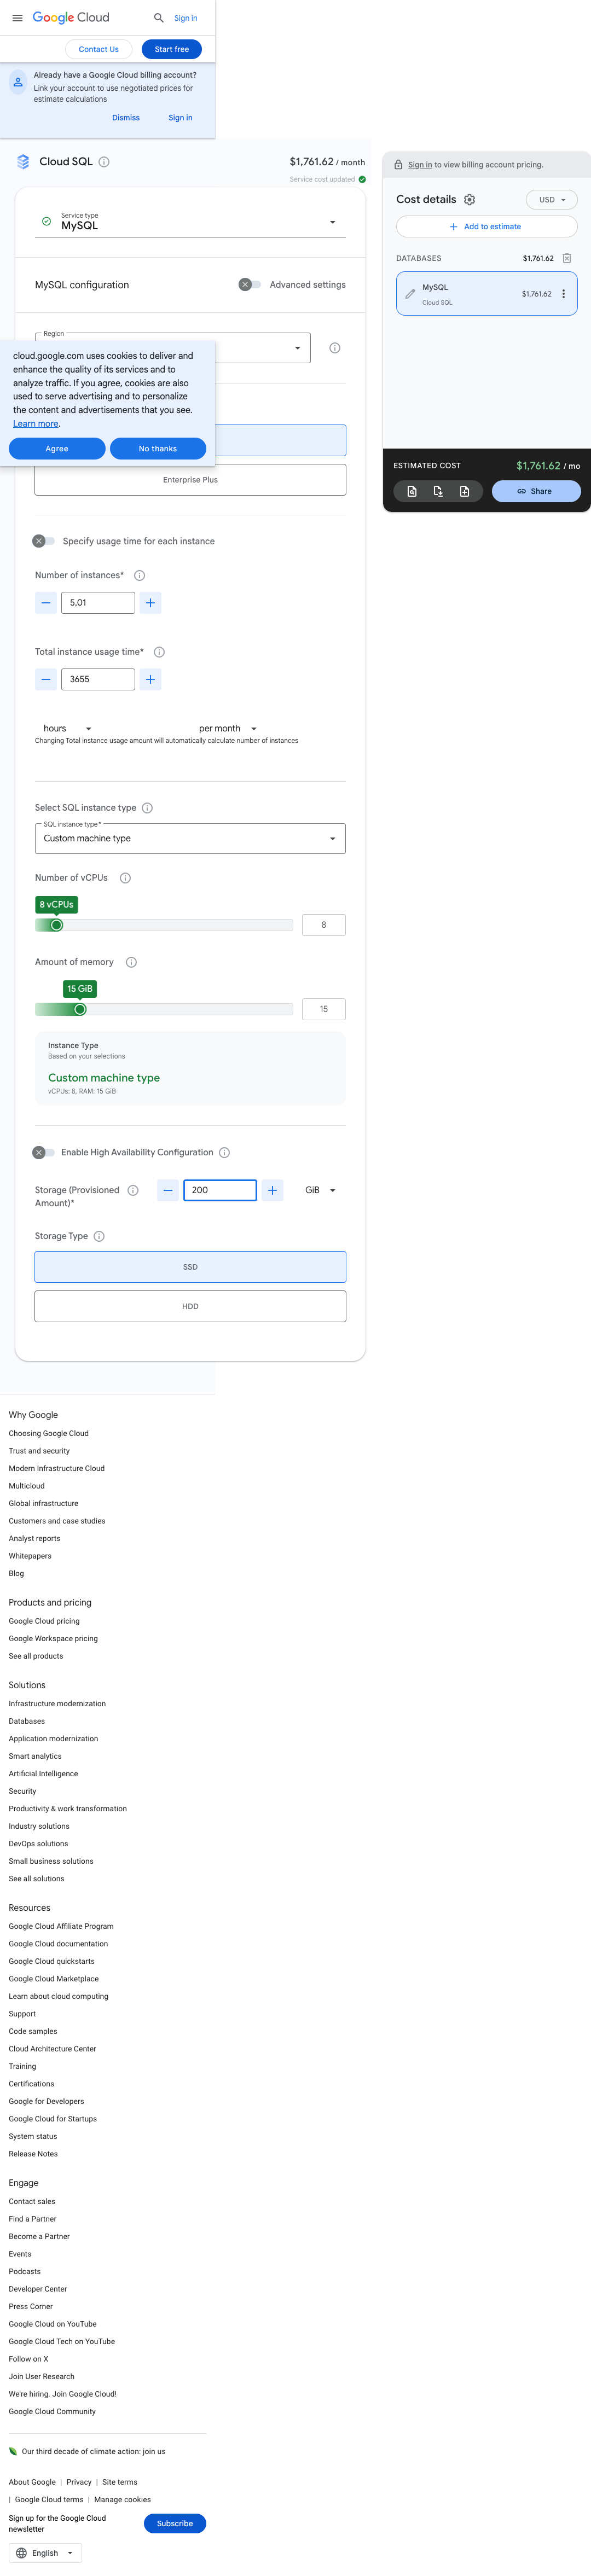 Google Cloud
Sign in
Contact Us
Start free
Already have a Google Cloud billing account?
Link your account to use negotiated prices for
estimate calculations
Dismiss
Sign in
Cloud SQL
$1,761.62 / month
Service cost updated
Service type
MySQL
MySQL configuration
Advanced settings
Region
cloud.google.com uses cookies to deliver and
enhance the quality of its services and to
analyze traffic. If you agree, cookies are also
used to serve advertising and to personalize
the content and advertisements that you see.
Learn more.
Agree
No thanks
Enterprise Plus
Specify usage time for each instance
Number of instances*
5,01
Total instance usage time*
3655
hours
per month
Changing Total instance usage amount will automatically calculate number of instances
Select SQL instance type
SQL instance type*
Custom machine type
Number of vCPUs
8 vCPUs
8
Amount of memory
15 GiB
15
Instance Type
Based on your selections
Custom machine type
vCPUs: 8, RAM: 15 GiB
Enable High Availability Configuration
Storage (Provisioned
Amount)*
200
GiB
Storage Type
SSD
HDD
Sign in to view billing account pricing.
Cost details
USD
Add to estimate
DATABASES
$1,761.62
MySQL
Cloud SQL
$1,761.62
ESTIMATED COST
$1,761.62 / mo
Share
Why Google
Choosing Google Cloud
Trust and security
Modern Infrastructure Cloud
Multicloud
Global infrastructure
Customers and case studies
Analyst reports
Whitepapers
Blog
Products and pricing
Google Cloud pricing
Google Workspace pricing
See all products
Solutions
Infrastructure modernization
Databases
Application modernization
Smart analytics
Artificial Intelligence
Security
Productivity & work transformation
Industry solutions
DevOps solutions
Small business solutions
See all solutions
Resources
Google Cloud Affiliate Program
Google Cloud documentation
Google Cloud quickstarts
Google Cloud Marketplace
Learn about cloud computing
Support
Code samples
Cloud Architecture Center
Training
Certifications
Google for Developers
Google Cloud for Startups
System status
Release Notes
Engage
Contact sales
Find a Partner
Become a Partner
Events
Podcasts
Developer Center
Press Corner
Google Cloud on YouTube
Google Cloud Tech on YouTube
Follow on X
Join User Research
We're hiring. Join Google Cloud!
Google Cloud Community
Our third decade of climate action: join us
About Google | Privacy | Site terms
| Google Cloud terms | Manage cookies
Sign up for the Google Cloud
newsletter
Subscribe
English